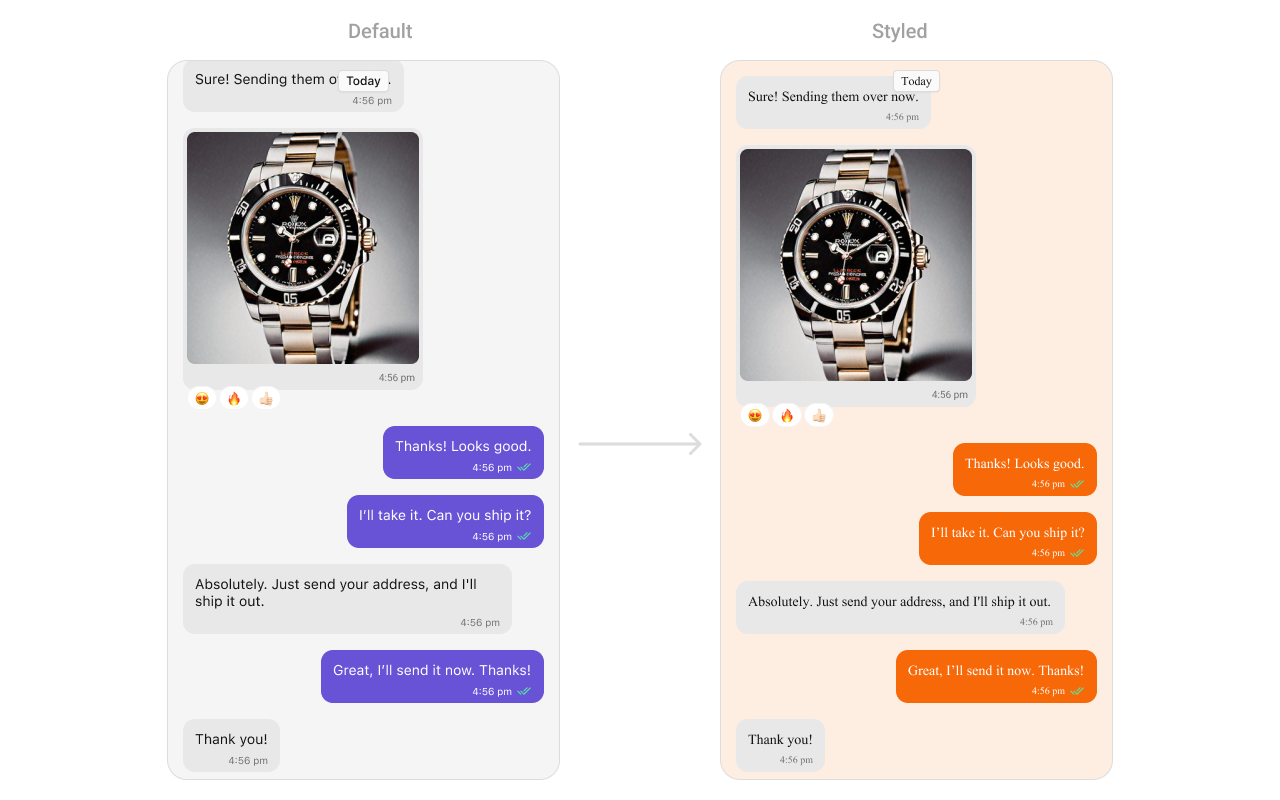 Default
Sure! Sending them o
Today
.
4:56 pm
4:56 pm
Thanks! Looks good.
4:56 pm
I’ll take it. Can you ship it?
4:56 pm
Absolutely. Just send your address, and I'll
ship it out.
4:56 pm
Great, I’ll send it now. Thanks!
4:56 pm
Thank you!
4:56 pm
Styled
Today
Sure! Sending them over now.
4:56 pm
4:56 pm
Thanks! Looks good.
4:56 pm
I’ll take it. Can you ship it?
4:56 pm
Absolutely. Just send your address, and I'll ship it out.
4:56 pm
Great, I’ll send it now. Thanks!
4:56 pm
Thank you!
4:56 pm